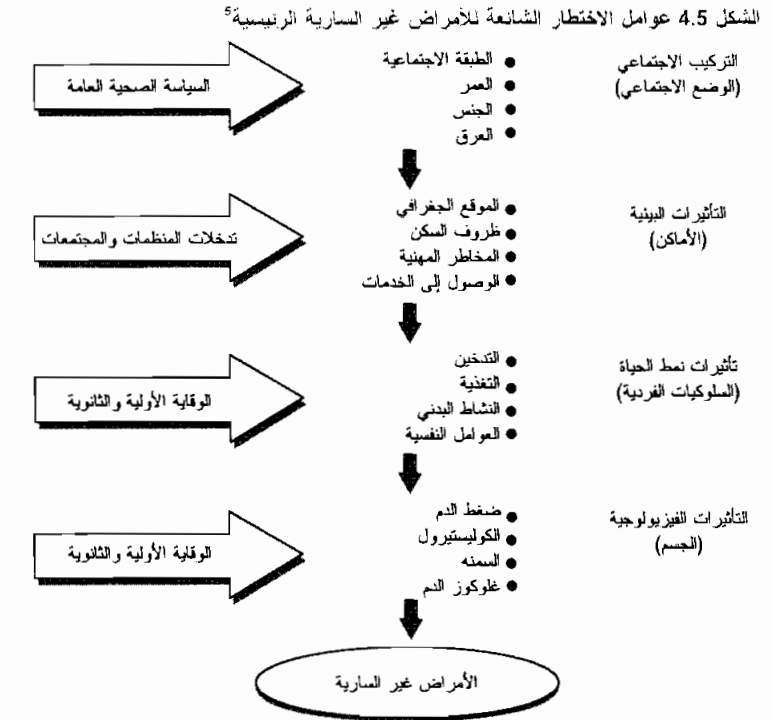 الشكل 4.5 عوامل الاختطار الشائعة للأمراض غير السارية الرئيسية⁵
التركيب الاجتماعي
(الوضع الاجتماعي)
● الطبقة الاجتماعية
● العمر
● الجنس
● العرق
السياسة الصحية العامة
التأثيرات البيئية
(الأماكن)
● الموقع الجغرافي
● ظروف السكن
● المخاطر المهنية
● الوصول إلى الخدمات
تدخلات المنظمات والمجتمعات
تأثيرات نمط الحياة
(السلوكيات الفردية)
● التدخين
● التغذية
● النشاط البدني
● العوامل النفسية
الوقاية الأولية والثانوية
التأثيرات الفيزيولوجية
(الجسم)
● ضغط الدم
● الكوليستيرول
● السمنه
● غلوكوز الدم
الوقاية الأولية والثانوية
الأمراض غير السارية